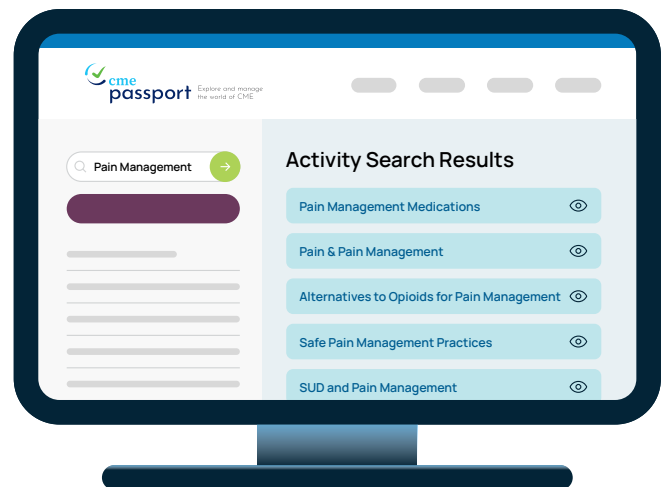 cme
passport
Explore and manage
the world of CME
Pain Management
Activity Search Results
Pain Management Medications
Pain & Pain Management
Alternatives to Opioids for Pain Management
Safe Pain Management Practices
SUD and Pain Management